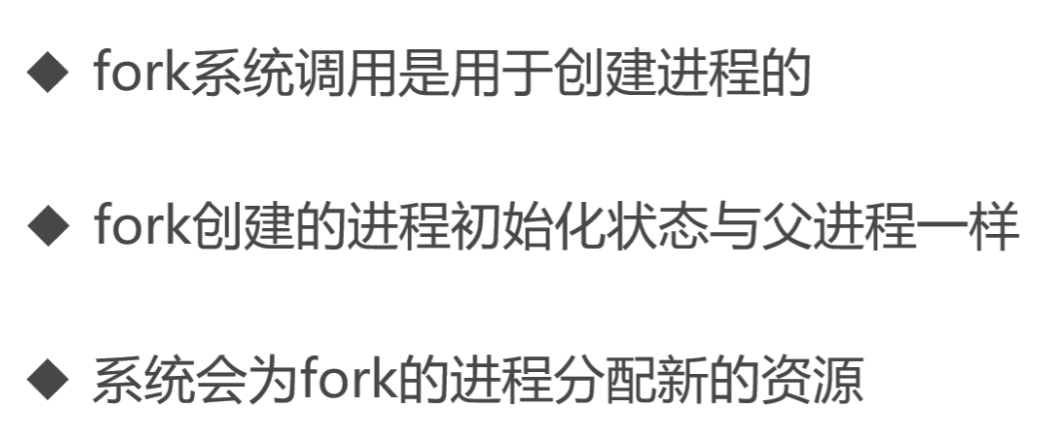 ◆ fork系统调用是用于创建进程的
◆ fork创建的进程初始化状态与父进程一样
◆ 系统会为fork的进程分配新的资源